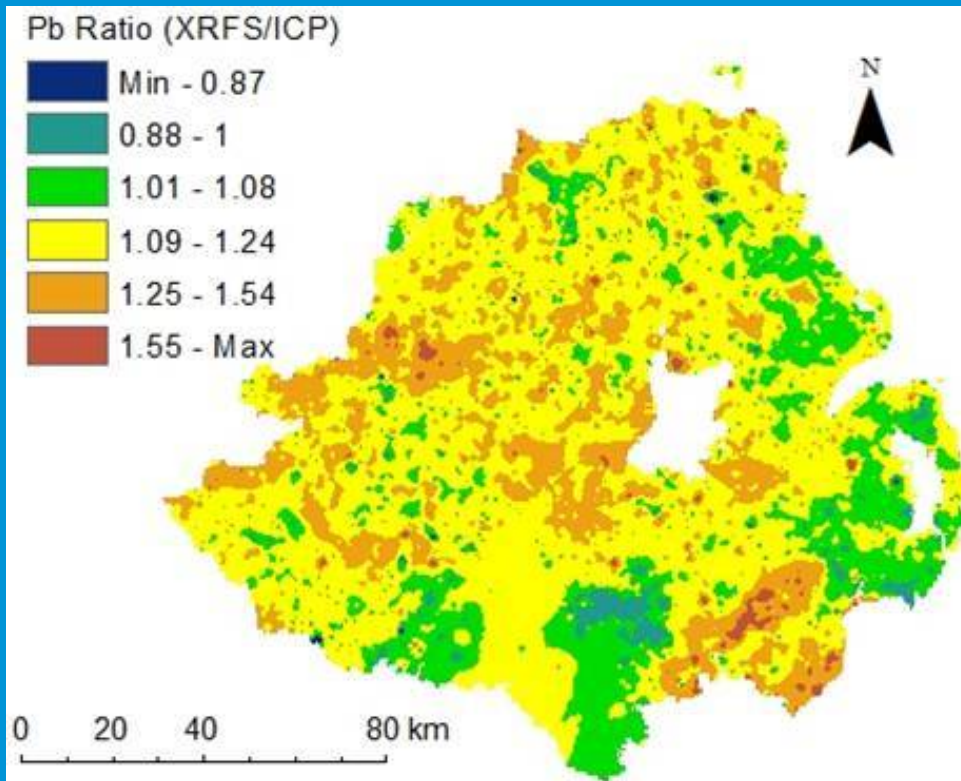 Pb Ratio (XRFS/ICP)
Min - 0.87
0.88 - 1
1.01 - 1.08
1.09 - 1.24
1.25 - 1.54
1.55 - Max
N
0 20 40 80 km